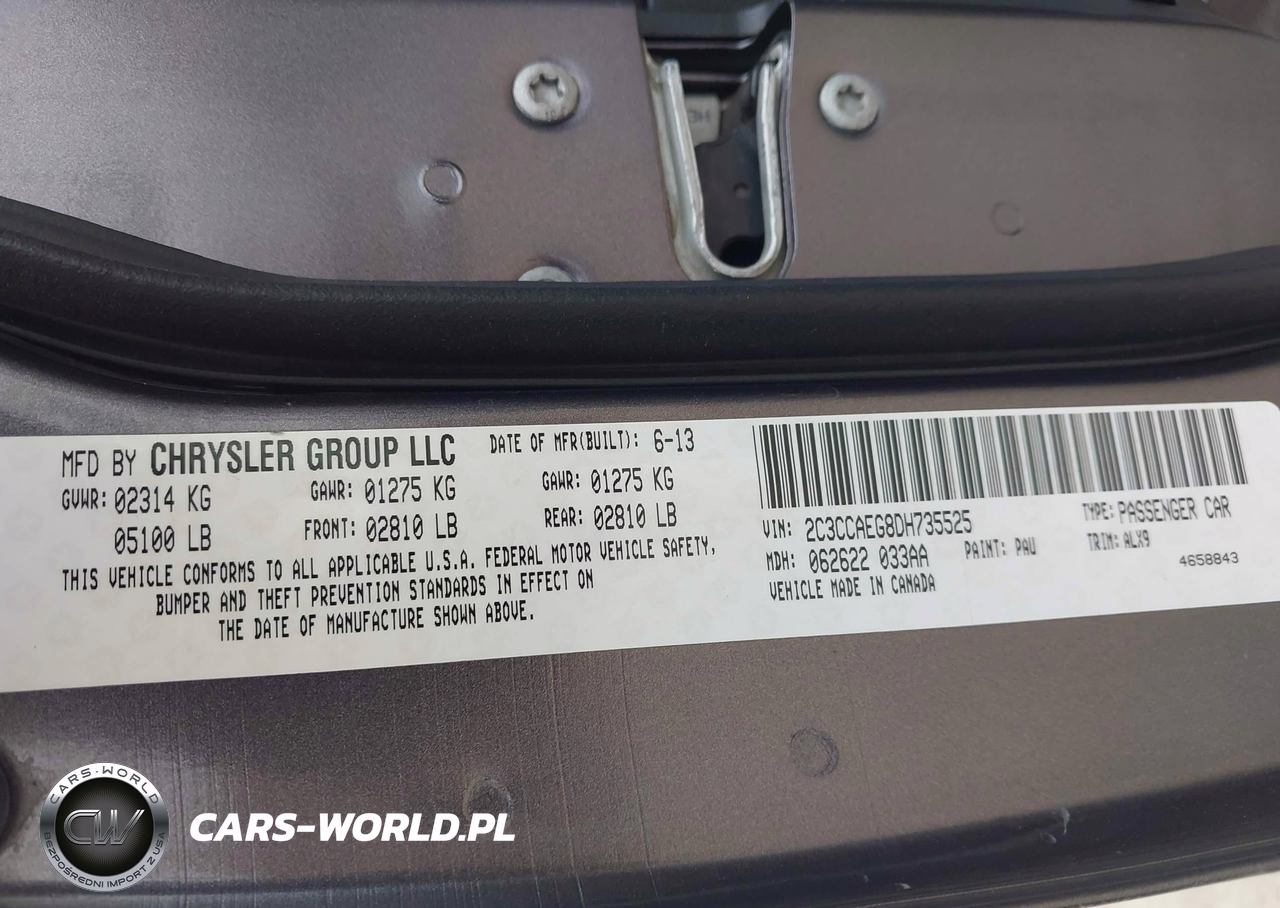 MFD BY CHRYSLER GROUP LLC
DATE OF MFR(BUILT): 6-13
GVWR: 02314 KG
GAWR: 01275 KG
GAWR: 01275 KG
05100 LB
FRONT: 02810 LB
REAR: 02810 LB
THIS VEHICLE CONFORMS TO ALL APPLICABLE U.S.A. FEDERAL MOTOR VEHICLE SAFETY,
BUMPER AND THEFT PREVENTION STANDARDS IN EFFECT ON
THE DATE OF MANUFACTURE SHOWN ABOVE.
VIN: 2C3CCAEG8DH735525
TYPE: PASSENGER CAR
MDH: 062622 033AA
PAINT: PAU
TRIM: ALX9
VEHICLE MADE IN CANADA
4658843
CARS-WORLD
CW
BEZPOŚREDNI IMPORT Z USA
CARS-WORLD.PL